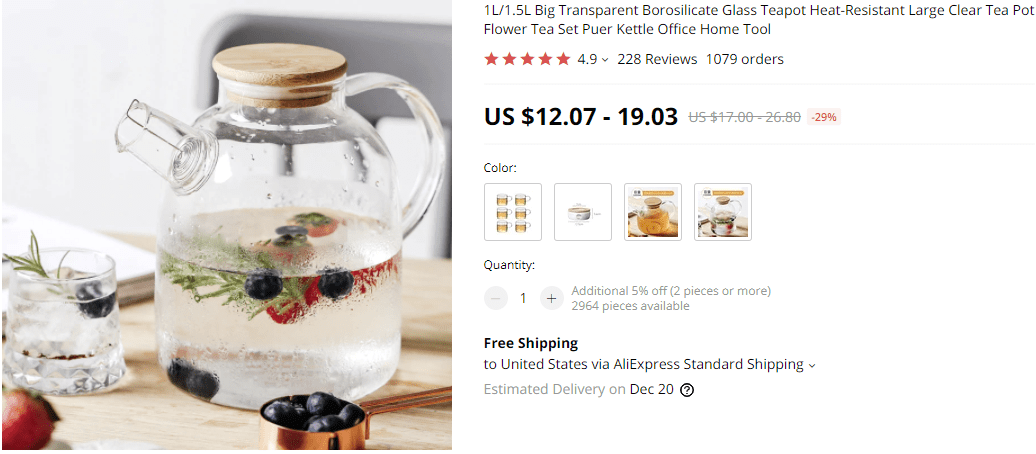 1L/1.5L Big Transparent Borosilicate Glass Teapot Heat-Resistant Large Clear Tea Pot
Flower Tea Set Puer Kettle Office Home Tool
4.9 228 Reviews 1079 orders
US $12.07 - 19.03 US $17.00 - 26.80 -29%
Color:
Quantity:
1 + Additional 5% off (2 pieces or more)
2964 pieces available
Free Shipping
to United States via AliExpress Standard Shipping
Estimated Delivery on Dec 20